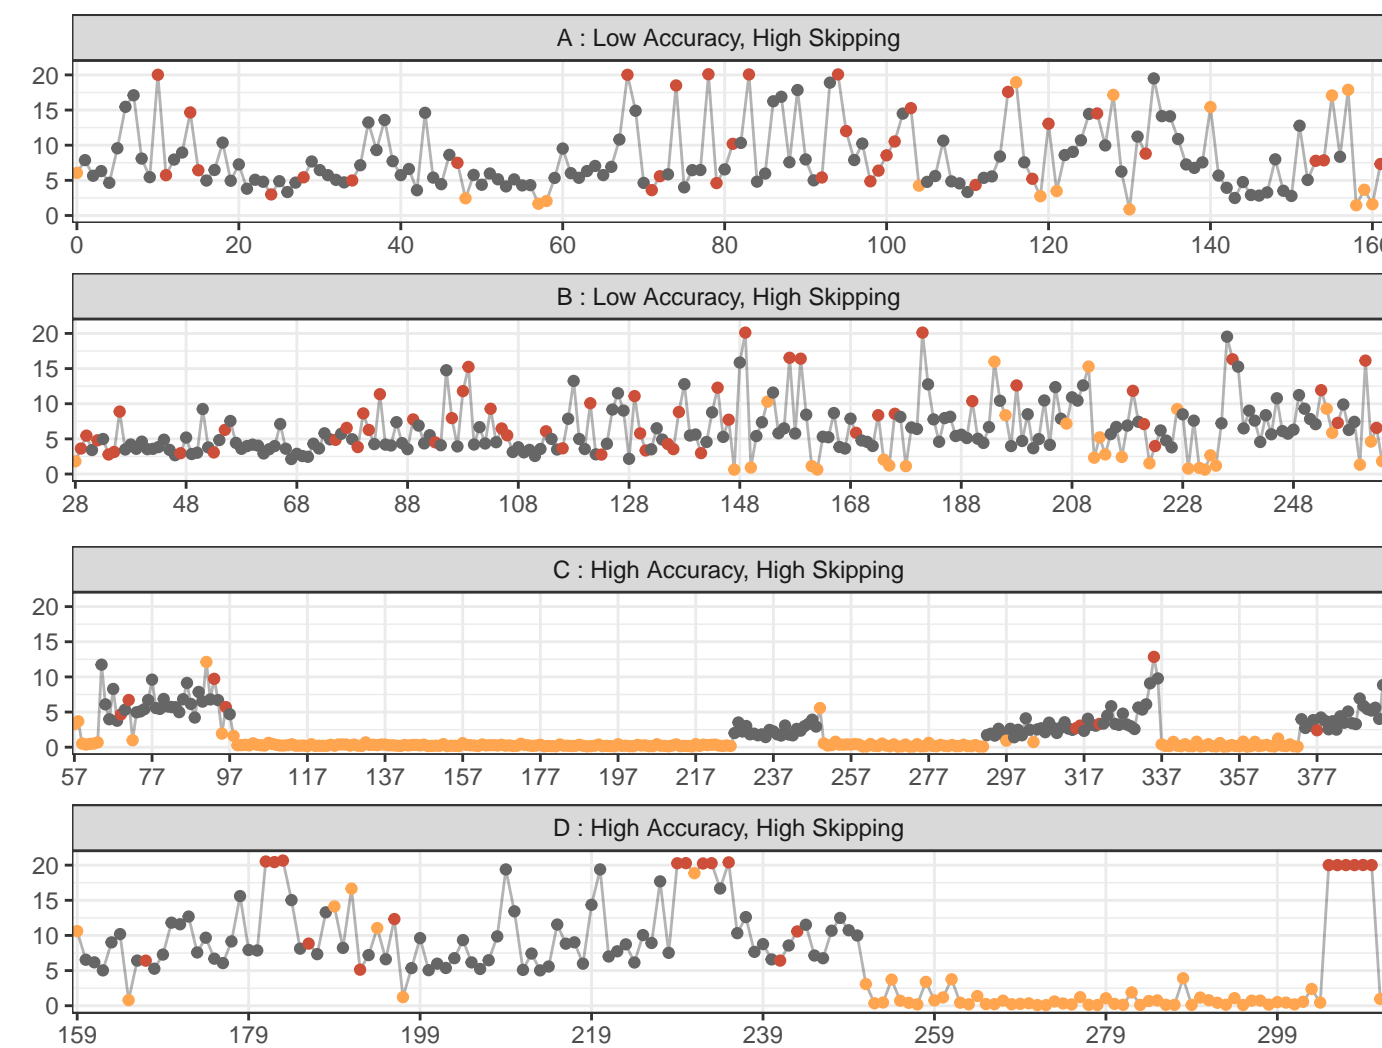 A : Low Accuracy, High Skipping
20
15
10
5
0
0 20 40 60 80 100 120 140 160
B : Low Accuracy, High Skipping
20
15
10
5
0
28 48 68 88 108 128 148 168 188 208 228 248
C : High Accuracy, High Skipping
20
15
10
5
0
57 77 97 117 137 157 177 197 217 237 257 277 297 317 337 357 377
D : High Accuracy, High Skipping
20
15
10
5
0
159 179 199 219 239 259 279 299